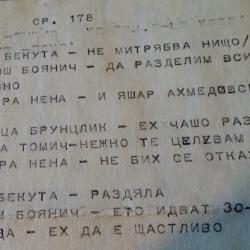 СР. 178
БЕКУТА - НЕ МИТРЯБВА НИЩО/
ОШ БОЯНИЧ - ДА РАЗДЕЛИМ ВСИ
НО
РА НЕНА - И ЯШАР АХМЕДОВС
ЦА БРУНЦЛИК - ЕХ ЧАШО РАЗ
А ТОМИЧ-НЕЖНО ТЕ ЦЕЛУВАМ
РА НЕНА - НЕ БИХ СЕ ОТКАЗ
БЕКУТА - РАЗДЯЛА
БОЯНИЧ - ЕТО ИДВАТ 30-
ДА - ЕХ ДА Е ЩАСТЛИВО